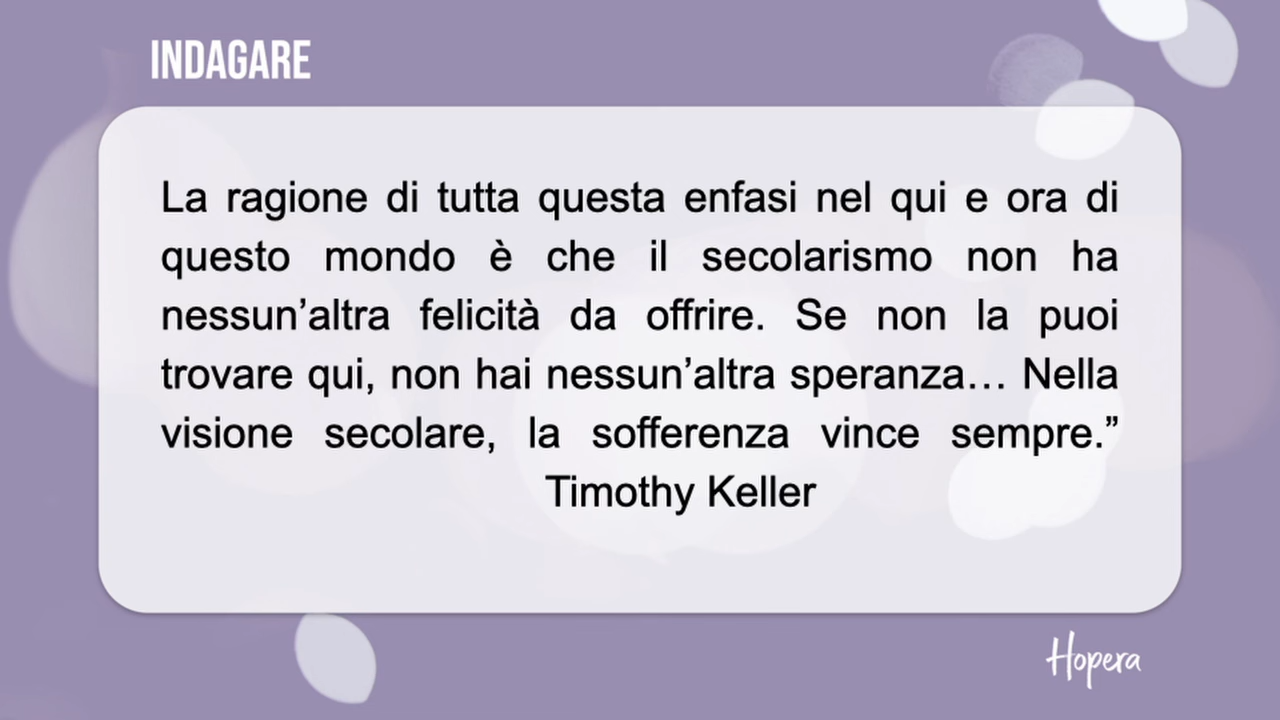 INDAGARE
La ragione di tutta questa enfasi nel qui e ora di
questo mondo è che il secolarismo non ha
nessun’altra felicità da offrire. Se non la puoi
trovare qui, non hai nessun’altra speranza… Nella
visione secolare, la sofferenza vince sempre.”
Timothy Keller
Hopera